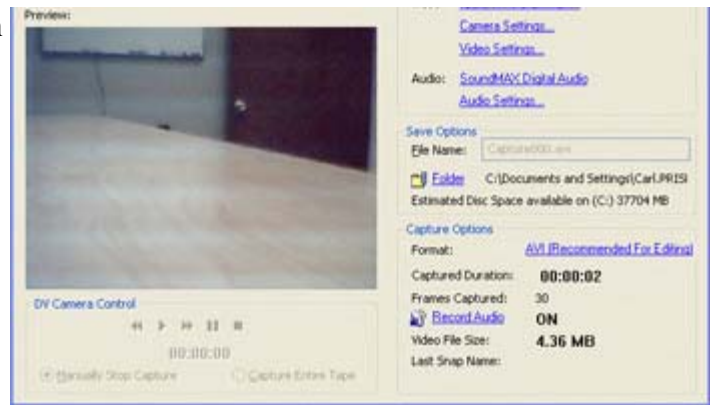 Preview:
Camera Settings...
Video Settings...
Audio: SoundMAX Digital Audio
Audio Settings...
Save Options
File Name: Capture000.avi
Folder C:\Documents and Settings\Carl.PRISI
Estimated Disc Space available on (C:) 37704 MB
Capture Options
Format: AVI (Recommended For Editing)
Captured Duration: 00:00:02
Frames Captured: 30
Record Audio ON
Video File Size: 4.36 MB
Last Snap Name:
DV Camera Control
00:00:00
Manually Stop Capture Capture Entire Tape